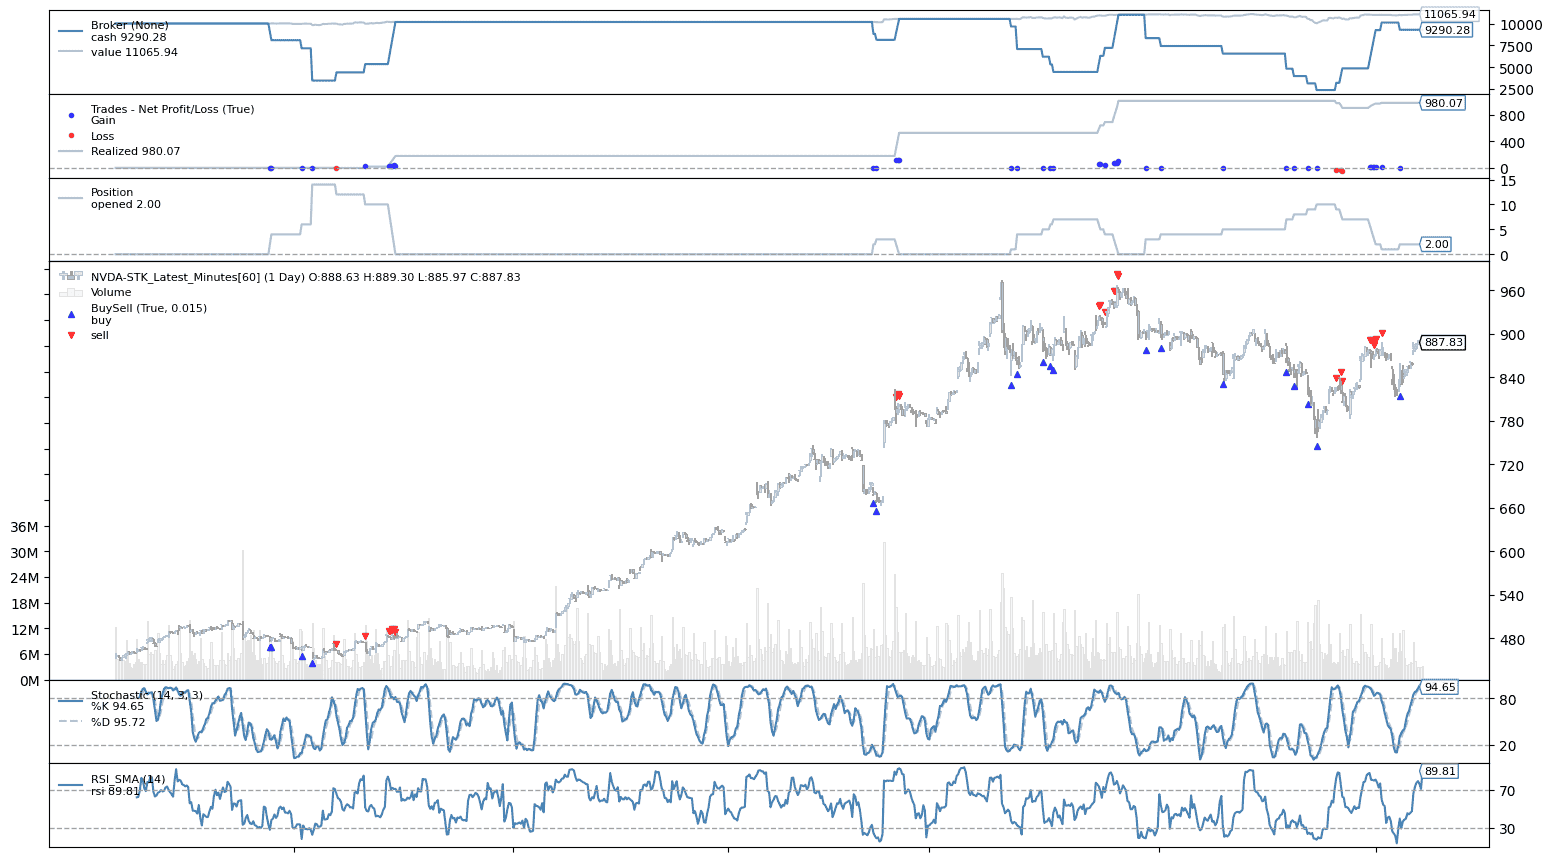 Broker (None)
cash 9290.28
value 11065.94
11065.94
10000
9290.28
7500
5000
2500
Trades - Net Profit/Loss (True)
Gain
Loss
Realized 980.07
980.07
800
400
0
Position
opened 2.00
15
10
5
2.00
0
NVDA-STK_Latest_Minutes[60] (1 Day) O:888.63 H:889.30 L:885.97 C:887.83
Volume
BuySell (True, 0.015)
buy
sell
960
900
887.83
840
780
720
660
600
540
480
36M
30M
24M
18M
12M
6M
0M
Stochastic (14, 3, 3)
%K 94.65
%D 95.72
94.65
80
20
RSI_SMA (14)
rsi 89.81
89.81
70
30